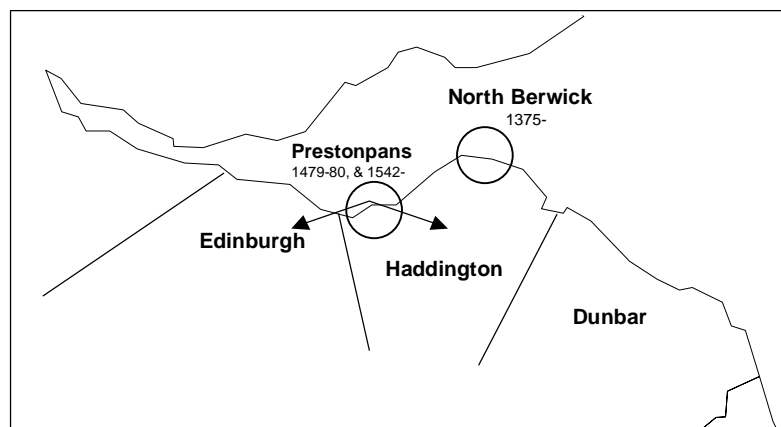 North Berwick
1375-
Prestonpans
1479-80, & 1542-
Edinburgh
Haddington
Dunbar